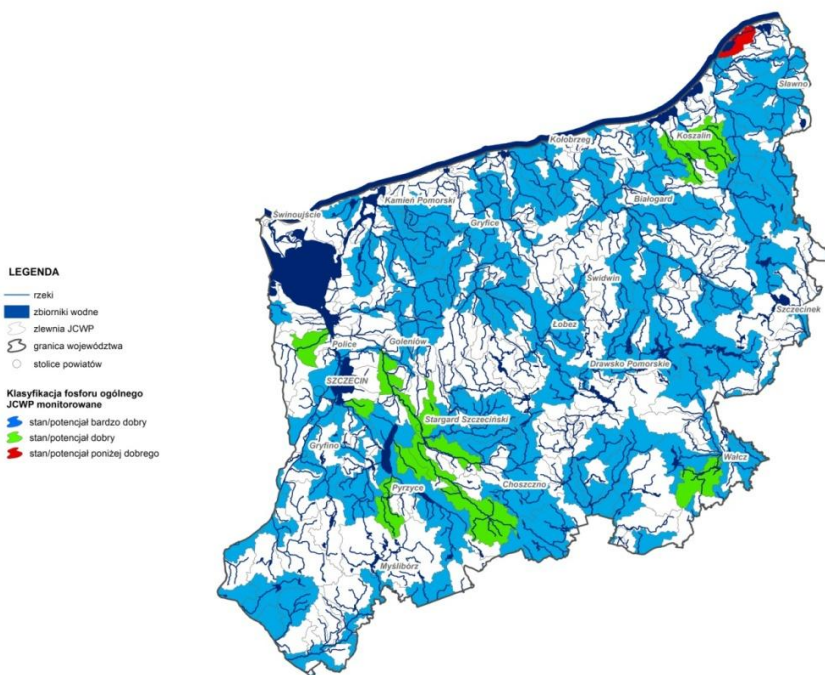 Sławno
Koszalin
Kołobrzeg
Białogard
Kamień Pomorski
Świnoujście
Gryfice
Świdwin
Szczecinek
Łobez
Police
Goleniów
Drawsko Pomorskie
SZCZECIN
Stargard Szczeciński
Gryfino
Wałcz
Choszczno
Pyrzyce
Myślibórz
LEGENDA
rzeki
zbiorniki wodne
zlewnia JCWP
granica województwa
stolice powiatów
Klasyfikacja fosforu ogólnego
JCWP monitorowane
stan/potencjał bardzo dobry
stan/potencjał dobry
stan/potencjał poniżej dobrego